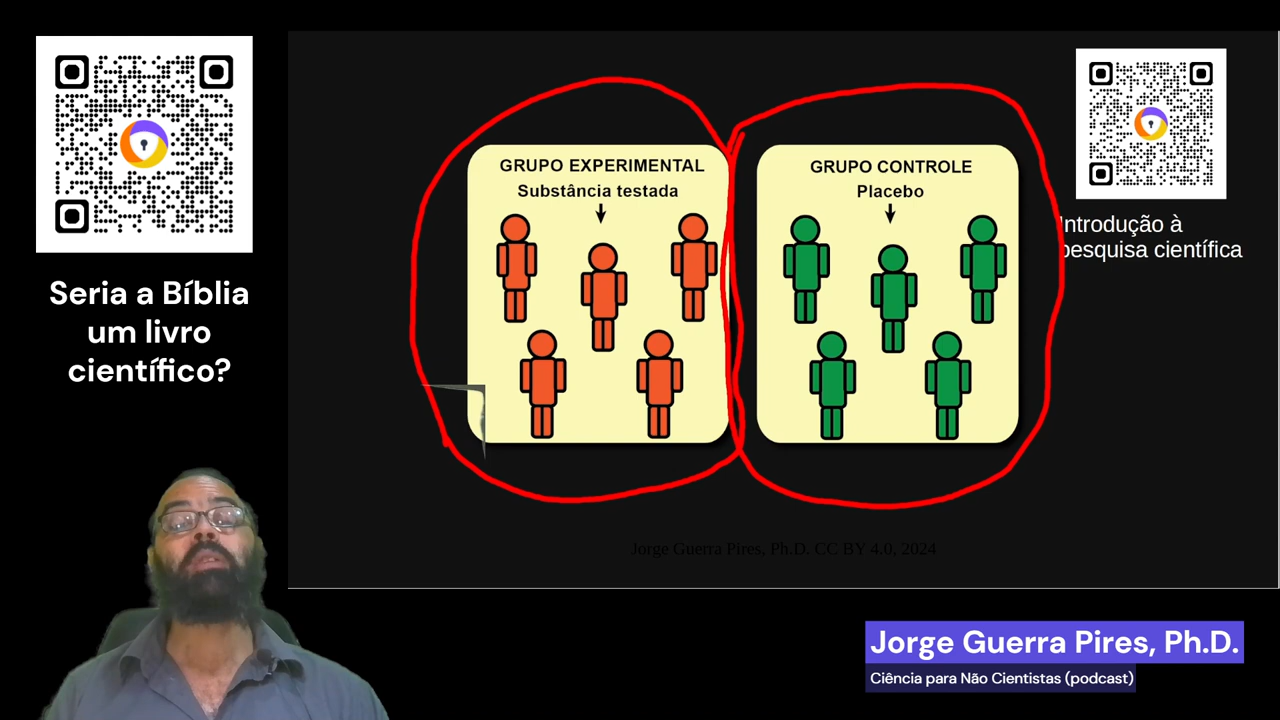 Seria a Bíblia
um livro
científico?
GRUPO EXPERIMENTAL
Substância testada
GRUPO CONTROLE
Placebo
Introdução à
pesquisa científica
Jorge Guerra Pires, Ph.D. CC BY 4.0, 2024
Jorge Guerra Pires, Ph.D.
Ciência para Não Cientistas (podcast)